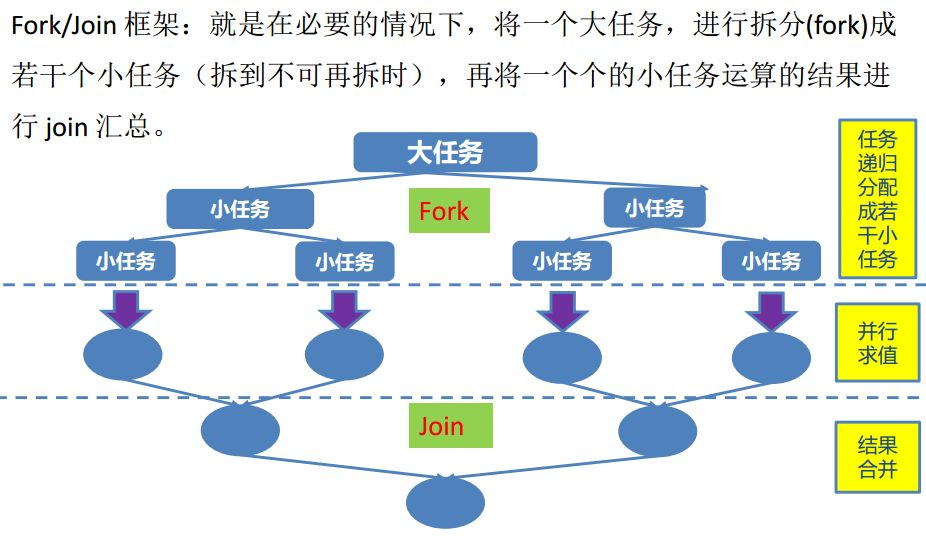 Fork/Join 框架：就是在必要的情况下，将一个大任务，进行拆分(fork)成
若干个小任务（拆到不可再拆时），再将一个个的小任务运算的结果进
行 join 汇总。
大任务
小任务
Fork
小任务
小任务
小任务
小任务
小任务
任务
递归
分配
成若
干小
任务
并行
求值
Join
结果
合并